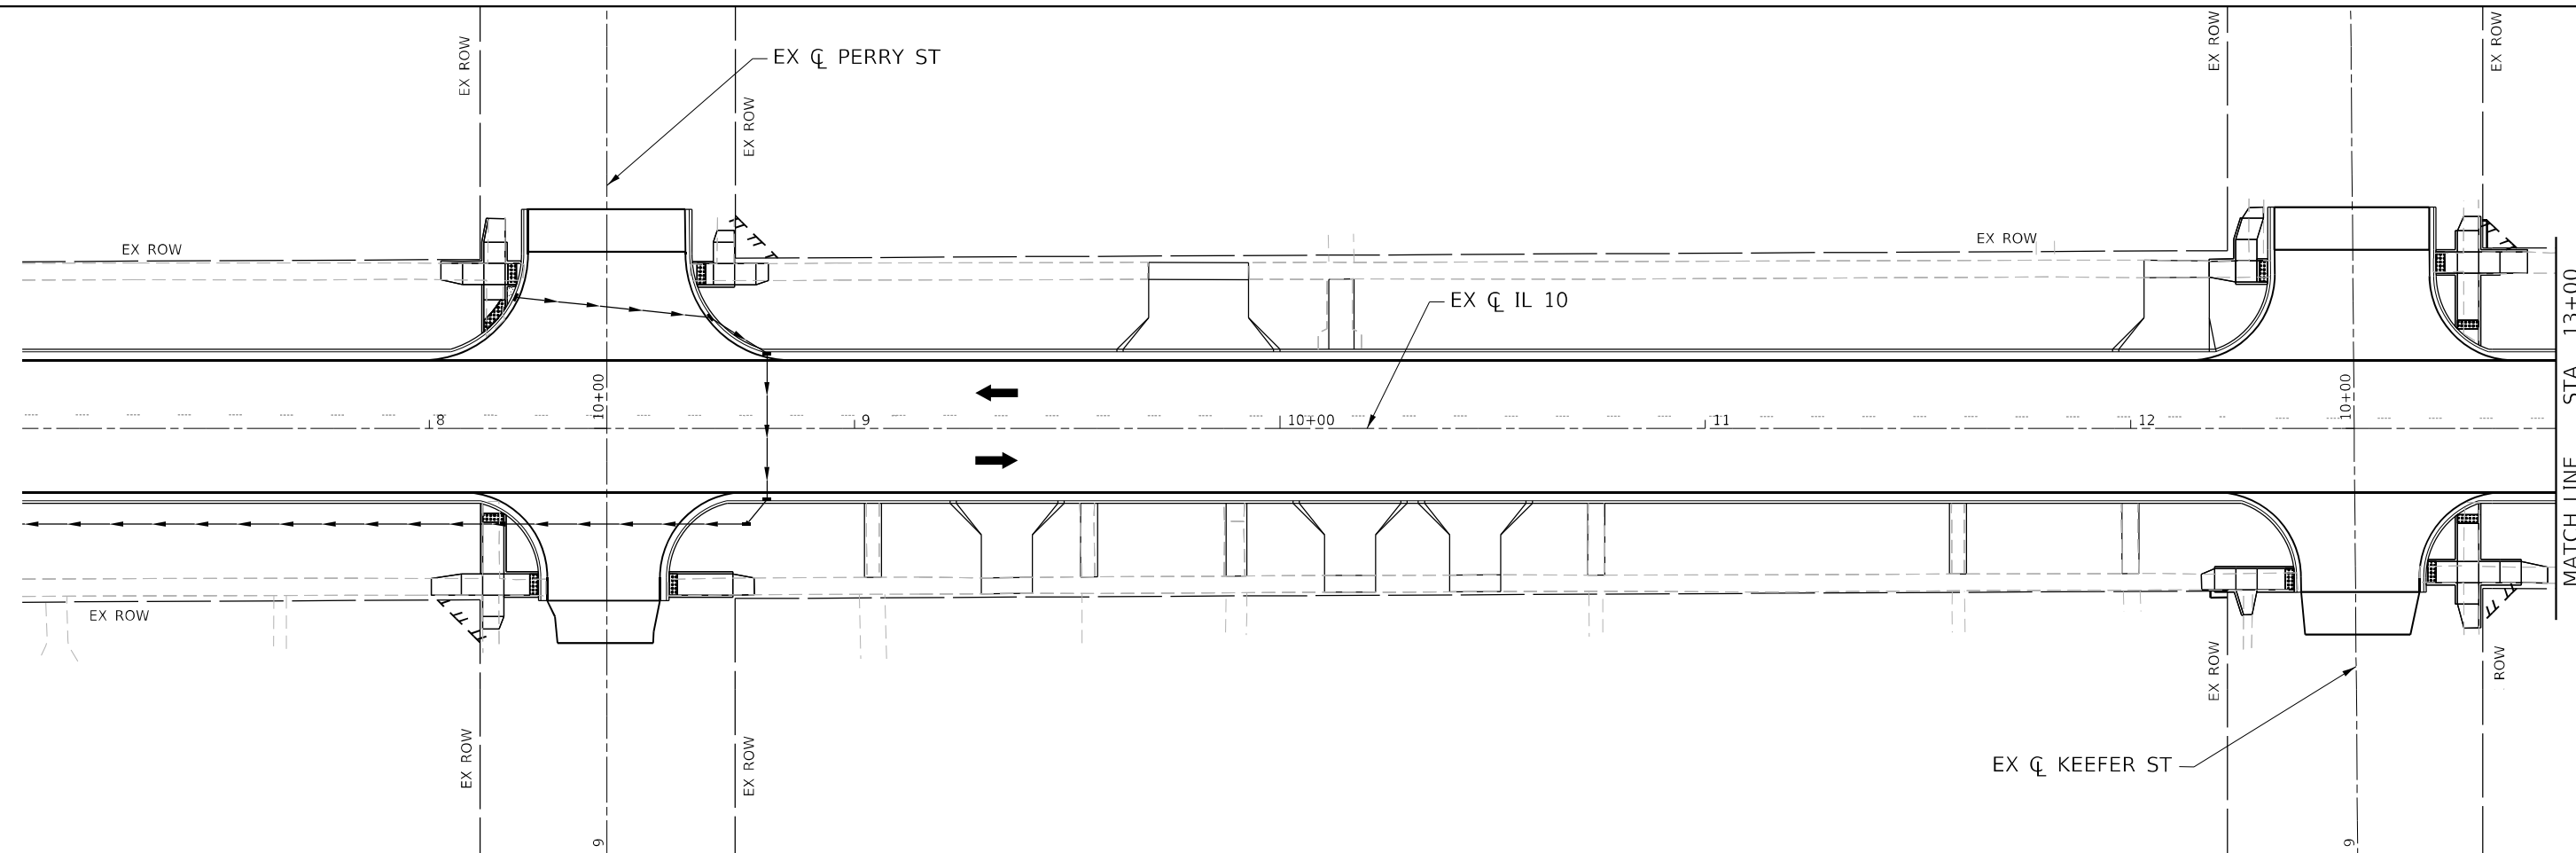 EX ROW
EX ROW
EX ROW
EX ℄ PERRY ST
EX ROW
EX ROW
EX ROW
EX ROW
MATCH LINE STA 13+00
EX ℄ IL 10
10+00
10+00
8
9
10+00
11
12
EX ROW
EX ROW
EX ROW
EX ROW
ROW
EX ℄ KEEFER ST
9
9